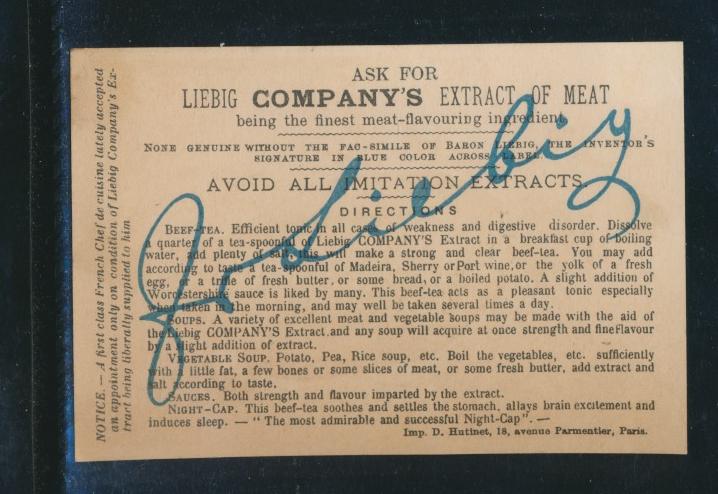 ASK FOR
LIEBIG COMPANY'S EXTRACT OF MEAT
being the finest meat-flavouring ingredient.
NONE GENUINE WITHOUT THE FAC-SIMILE OF BARON LIEBIG, THE INVENTOR'S
SIGNATURE IN BLUE COLOR ACROSS LABEL.
AVOID ALL IMITATION EXTRACTS.
DIRECTIONS
BEEF-TEA. Efficient tonic in all cases of weakness and digestive disorder. Dissolve
a quarter of a tea-spoonful of Liebig COMPANY'S Extract in a breakfast cup of boiling
water, add plenty of salt, this will make a strong and clear beef-tea. You may add
according to taste a tea-spoonful of Madeira, Sherry or Port wine, or the yolk of a fresh
egg, or a trifle of fresh butter, or some bread, or a boiled potato. A slight addition of
Worcestershire sauce is liked by many. This beef-tea acts as a pleasant tonic especially
when taken in the morning, and may well be taken several times a day.
SOUPS. A variety of excellent meat and vegetable soups may be made with the aid of
the Liebig COMPANY'S Extract, and any soup will acquire at once strength and fine flavour
by a slight addition of extract.
VEGETABLE SOUP. Potato, Pea, Rice soup, etc. Boil the vegetables, etc. sufficiently
with a little fat, a few bones or some slices of meat, or some fresh butter, add extract and
salt according to taste.
SAUCES. Both strength and flavour imparted by the extract.
NIGHT-CAP. This beef-tea soothes and settles the stomach, allays brain excitement and
induces sleep. — "The most admirable and successful Night-Cap". —
Imp. D. Hutinet, 18, avenue Parmentier, Paris.
NOTICE. — A first class French Chef de cuisine lately accepted
an appointment only on condition of Liebig Company's Ex-
tract being liberally supplied to him
J v Liebig